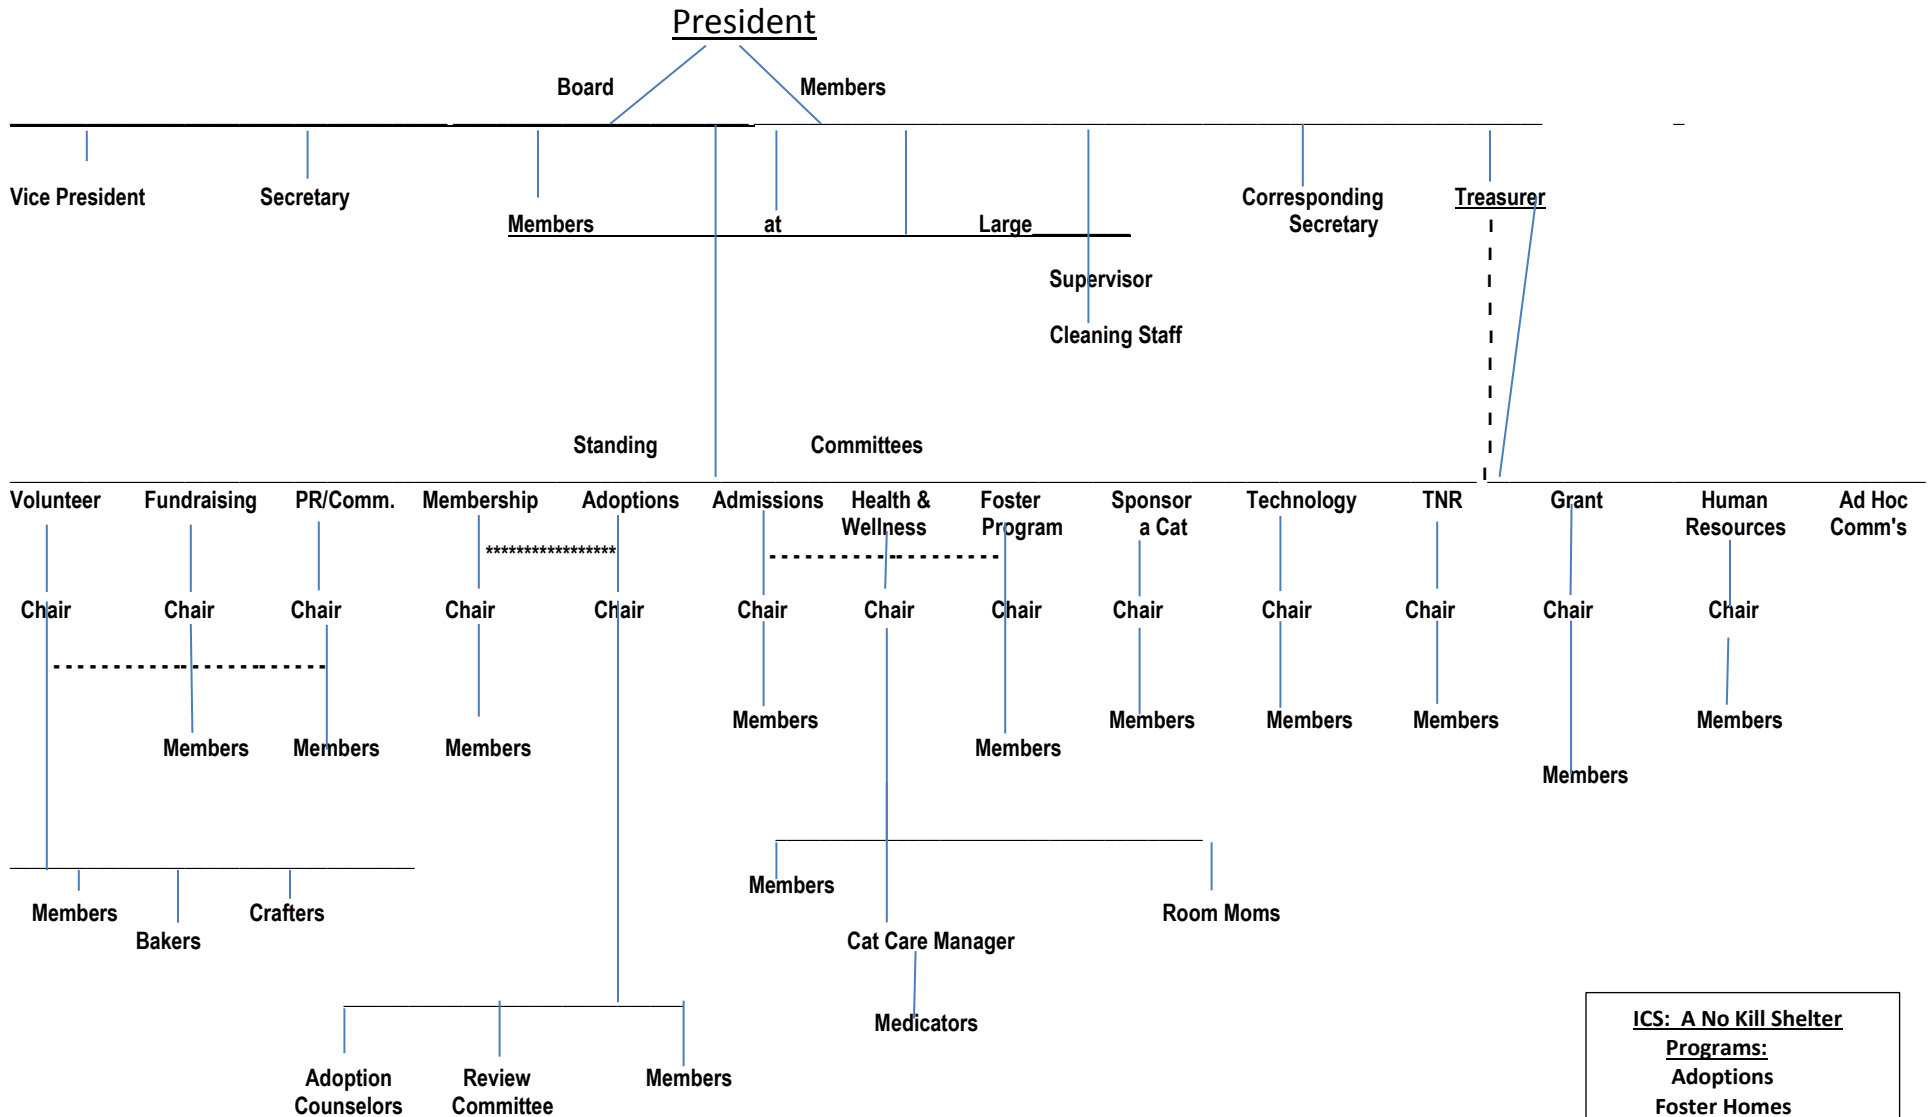 President
Board Members
Vice President Secretary Corresponding Treasurer
Members at Large Secretary
Supervisor
Cleaning Staff
Standing Committees
Volunteer Fundraising PR/Comm. Membership Adoptions Admissions Health & Foster Sponsor Technology TNR Grant Human Ad Hoc
Wellness Program a Cat Resources Comm's
*****************
Chair Chair Chair Chair Chair Chair Chair Chair Chair Chair Chair Chair Chair
Members Members Members Members Members Members
Members Members Members Members
Members
Members Room Moms
Members Crafters
Bakers Cat Care Manager
Medicators
Adoption Review Members
Counselors Committee
ICS: A No Kill Shelter
Programs:
Adoptions
Foster Homes